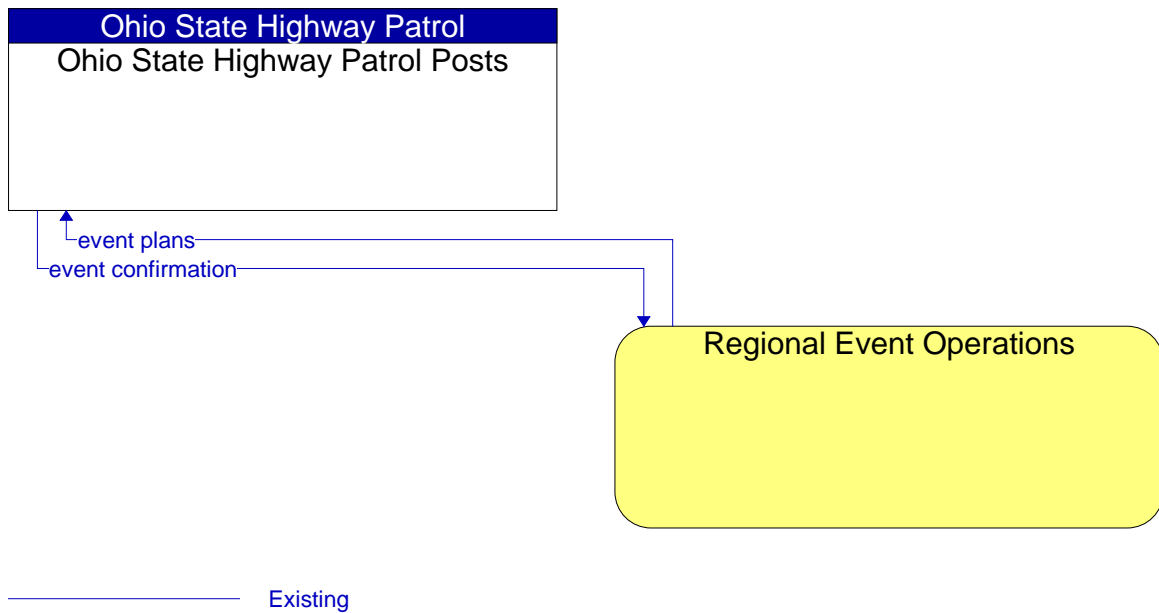 Ohio State Highway Patrol
Ohio State Highway Patrol Posts
event plans
event confirmation
Regional Event Operations
Existing